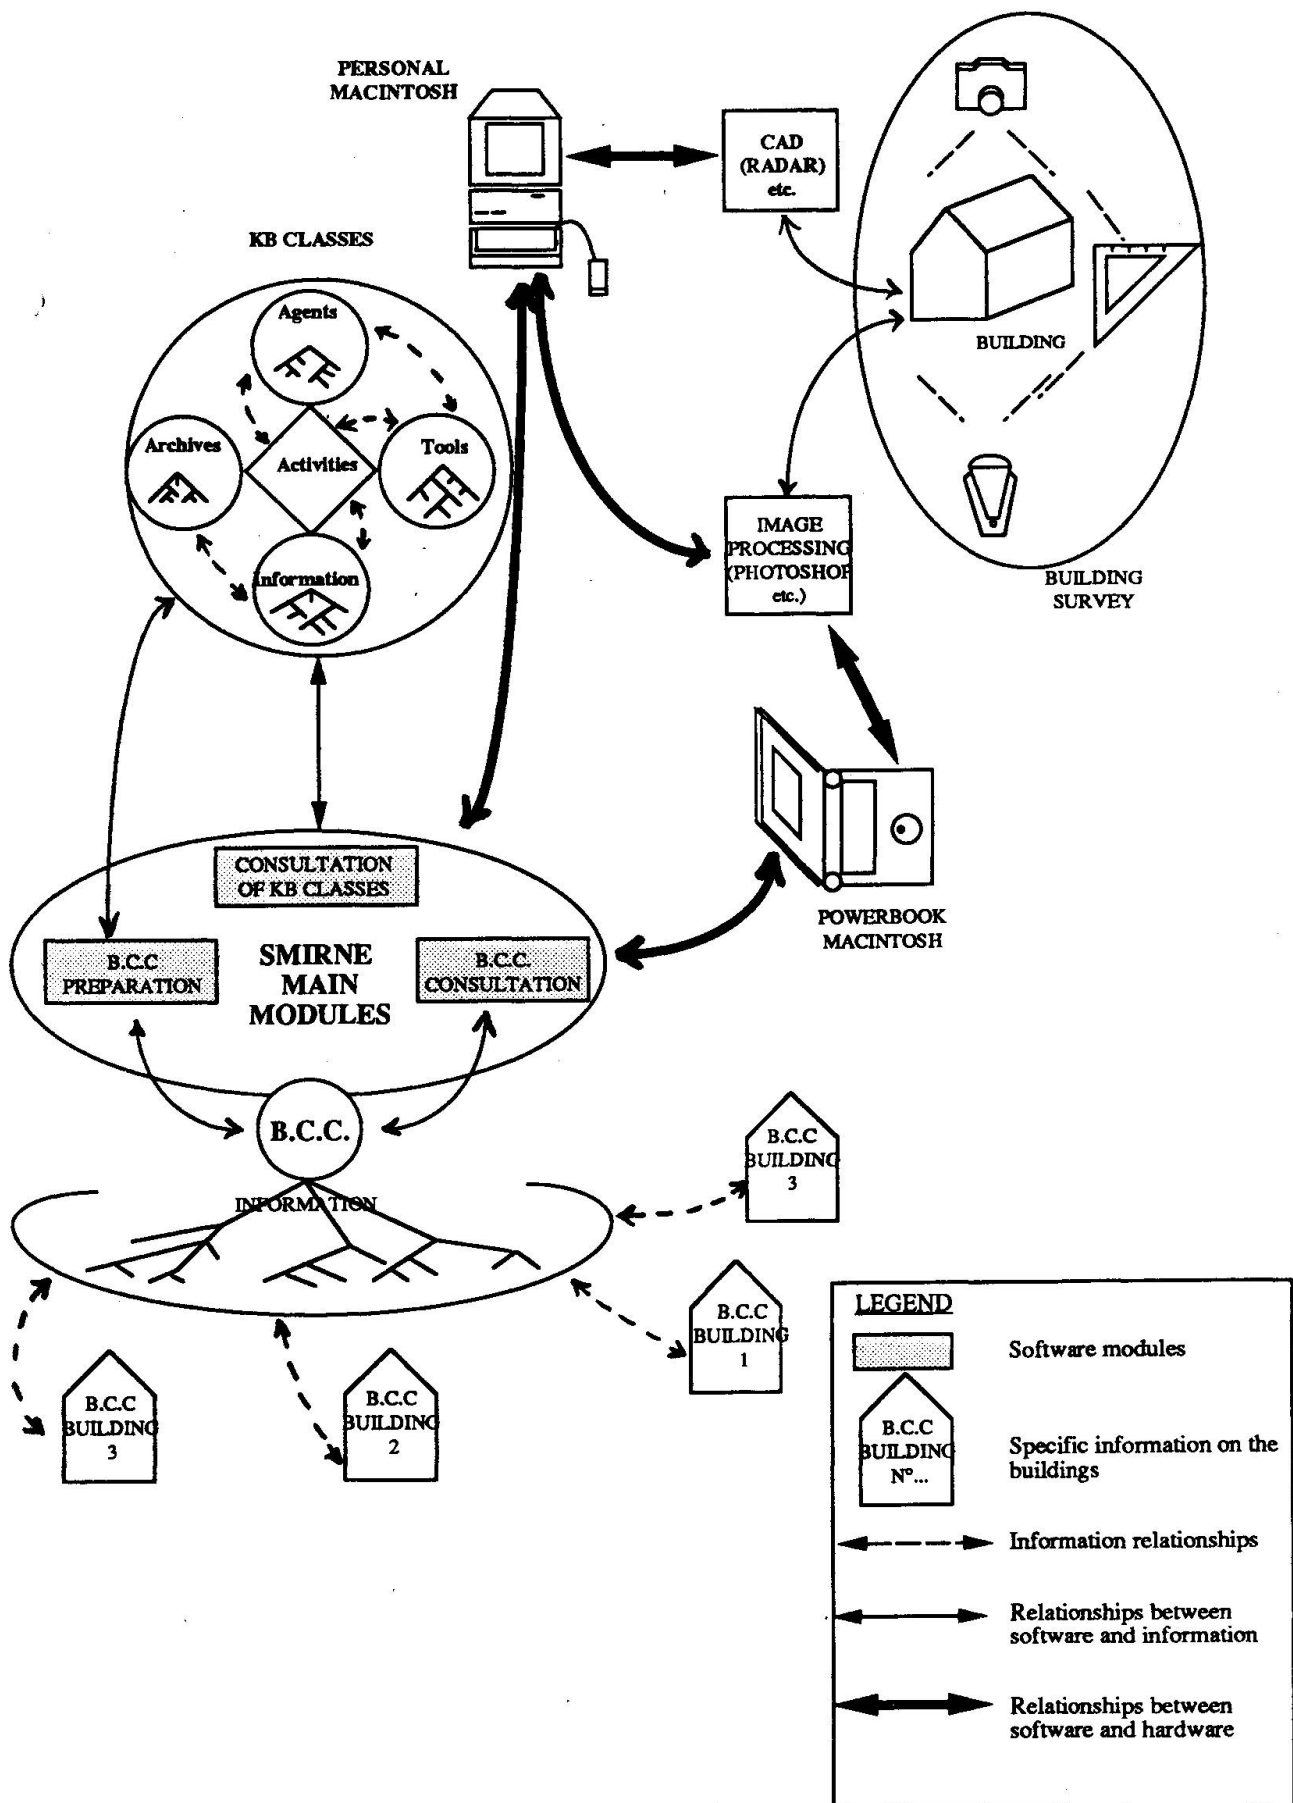 PERSONAL
MACINTOSH
CAD
(RADAR)
etc.
KB CLASSES
Agents
Archives
Activities
Tools
Information
BUILDING
BUILDING
SURVEY
IMAGE
PROCESSING
(PHOTOSHOP
etc.)
POWERBOOK
MACINTOSH
CONSULTATION
OF KB CLASSES
B.C.C
PREPARATION
SMIRNE
MAIN
MODULES
B.C.C.
CONSULTATION
B.C.C.
INFORMATION
B.C.C
BUILDING
3
B.C.C
BUILDING
1
B.C.C
BUILDING
3
B.C.C
BUILDING
2
LEGEND
Software modules
B.C.C
BUILDING
N°...
Specific information on the
buildings
Information relationships
Relationships between
software and information
Relationships between
software and hardware